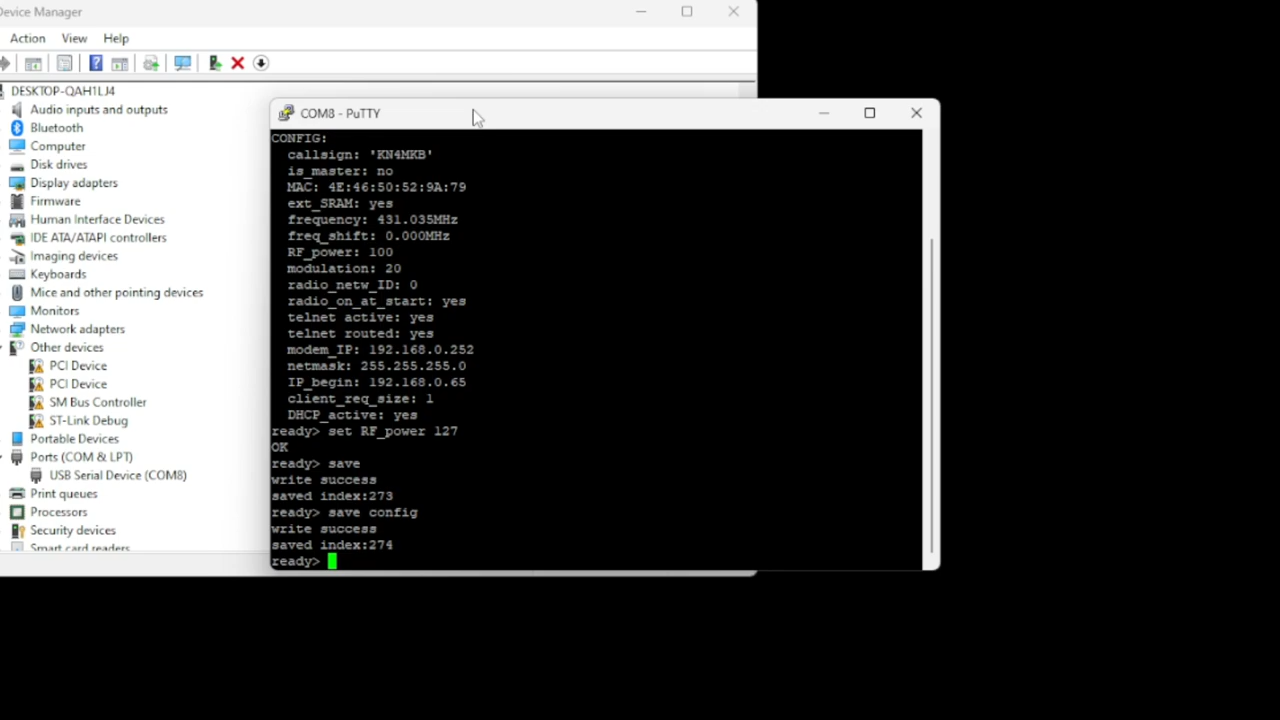 Device Manager
Action View Help
DESKTOP-QAH1LJ4
Audio inputs and outputs
Bluetooth
Computer
Disk drives
Display adapters
Firmware
Human Interface Devices
IDE ATA/ATAPI controllers
Imaging devices
Keyboards
Mice and other pointing devices
Monitors
Network adapters
Other devices
PCI Device
PCI Device
SM Bus Controller
ST-Link Debug
Portable Devices
Ports (COM & LPT)
USB Serial Device (COM8)
Print queues
Processors
Security devices
Smart card readers
COM8 - PuTTY
CONFIG:
callsign: 'KN4MKB'
is_master: no
MAC: 4E:46:50:52:9A:79
ext_SRAM: yes
frequency: 431.035MHz
freq_shift: 0.000MHz
RF_power: 100
modulation: 20
radio_netw_ID: 0
radio_on_at_start: yes
telnet active: yes
telnet routed: yes
modem_IP: 192.168.0.252
netmask: 255.255.255.0
IP_begin: 192.168.0.65
client_req_size: 1
DHCP_active: yes
ready> set RF_power 127
OK
ready> save
write success
saved index:273
ready> save config
write success
saved index:274
ready>